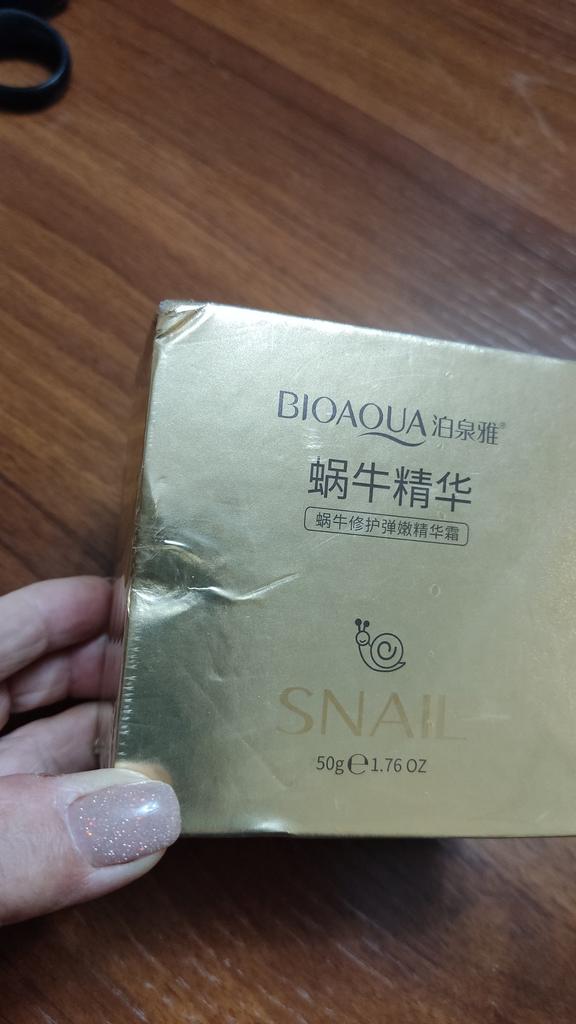 BIOAQUA 泊泉雅®
蜗牛精华
蜗牛修护弹嫩精华霜
SNAIL
50g ℮ 1.76 OZ